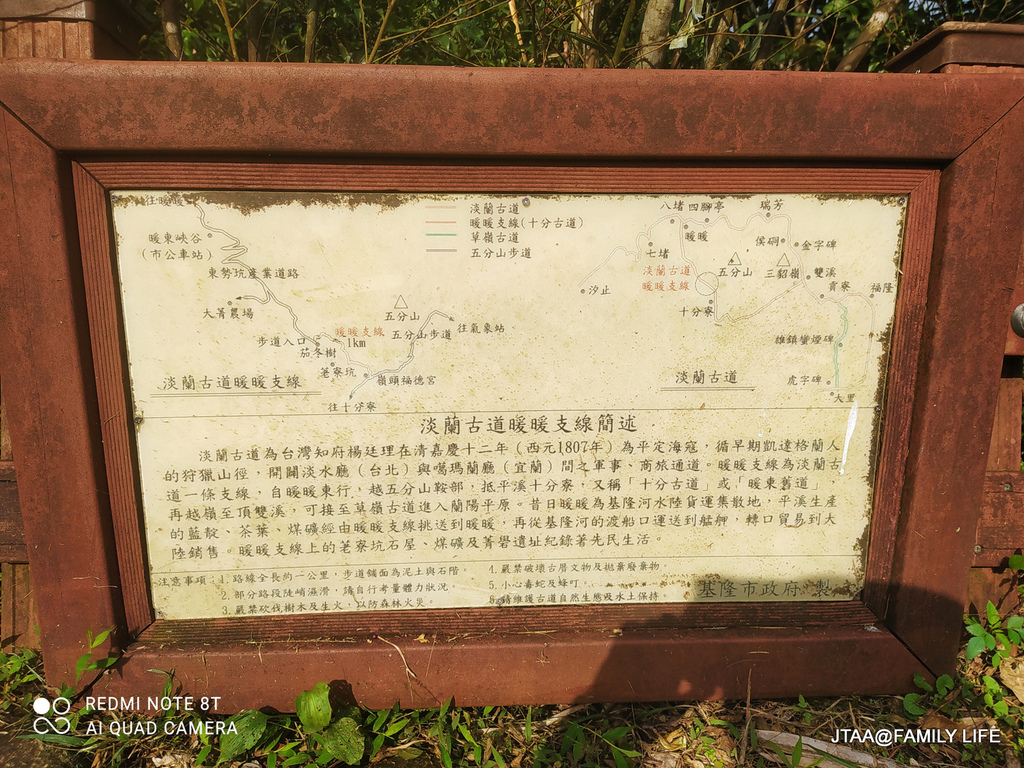 往暖暖
暖東峽谷
(市公車站)
東勢坑產業道路
大菁農場
五分山
步道入口
暖暖支線
1km
五分山步道
往氣象站
茄冬樹
荖寮坑
嶺頭福德宮
往十分寮
淡蘭古道暖暖支線
淡蘭古道
暖暖支線(十分古道)
草嶺古道
五分山步道
八堵
四腳亭
瑞芳
暖暖
侯硐
金字碑
七堵
淡蘭古道
暖暖支線
五分山
三貂嶺
雙溪
汐止
貢寮
福隆
十分寮
雄鎮蠻煙碑
虎字碑
大里
淡蘭古道
淡蘭古道暖暖支線簡述
淡蘭古道為台灣知府楊廷理在清嘉慶十二年(西元1807年)為平定海寇，循早期凱達格蘭人
的狩獵山徑，開闢淡水廳(台北)與噶瑪蘭廳(宜蘭)間之軍事、商旅通道。暖暖支線為淡蘭古
道一條支線，自暖暖東行，越五分山鞍部，抵平溪十分寮，又稱「十分古道」或「暖東舊道」，
再越嶺至頂雙溪，可接至草嶺古道進入蘭陽平原。昔日暖暖為基隆河水陸貨運集散地，平溪生產
的藍靛、茶葉、煤礦經由暖暖支線挑送到暖暖，再從基隆河的渡船口運送到艋舺，轉口貿易到大
陸銷售。暖暖支線上的荖寮坑石屋、煤礦及菁礐遺址紀錄著先民生活。
注意事項：1. 路線全長約一公里，步道鋪面為泥土與石階。
2. 部分路段陡峭濕滑，請自行考量體力狀況。
3. 嚴禁砍伐樹木及生火，以防森林火災。
4. 嚴禁破壞古厝文物及拋棄廢棄物
5. 小心毒蛇及蜂叮。
6. 請維護古道自然生態及水土保持
基隆市政府 製
REDMI NOTE 8T
AI QUAD CAMERA
JTAA@FAMILY LIFE